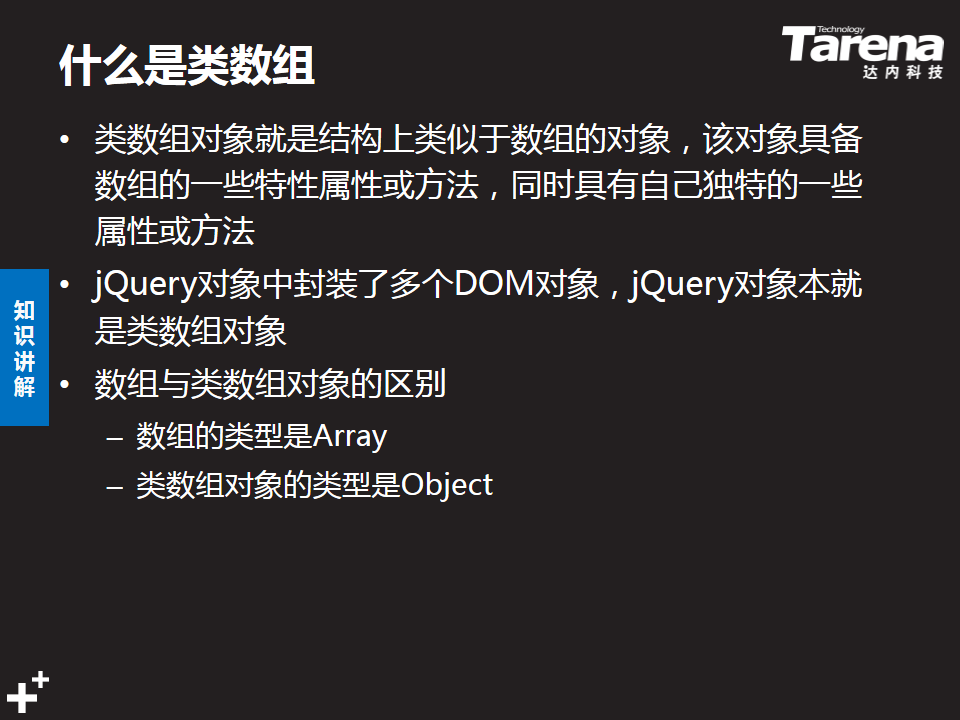 什么是类数组
Technology
Tarena
达内科技
• 类数组对象就是结构上类似于数组的对象，该对象具备
数组的一些特性属性或方法，同时具有自己独特的一些
属性或方法
• jQuery对象中封装了多个DOM对象，jQuery对象本就
是类数组对象
• 数组与类数组对象的区别
– 数组的类型是Array
– 类数组对象的类型是Object
知
识
讲
解